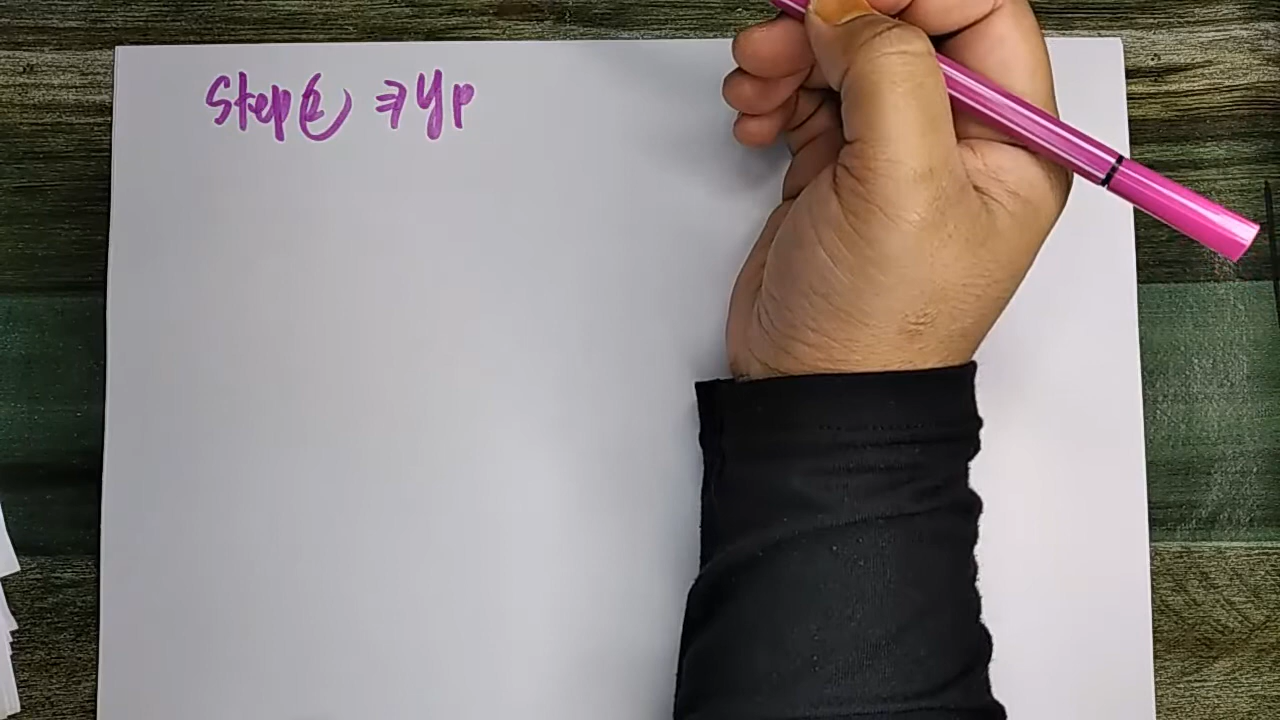 Step (2) ⇒ yp